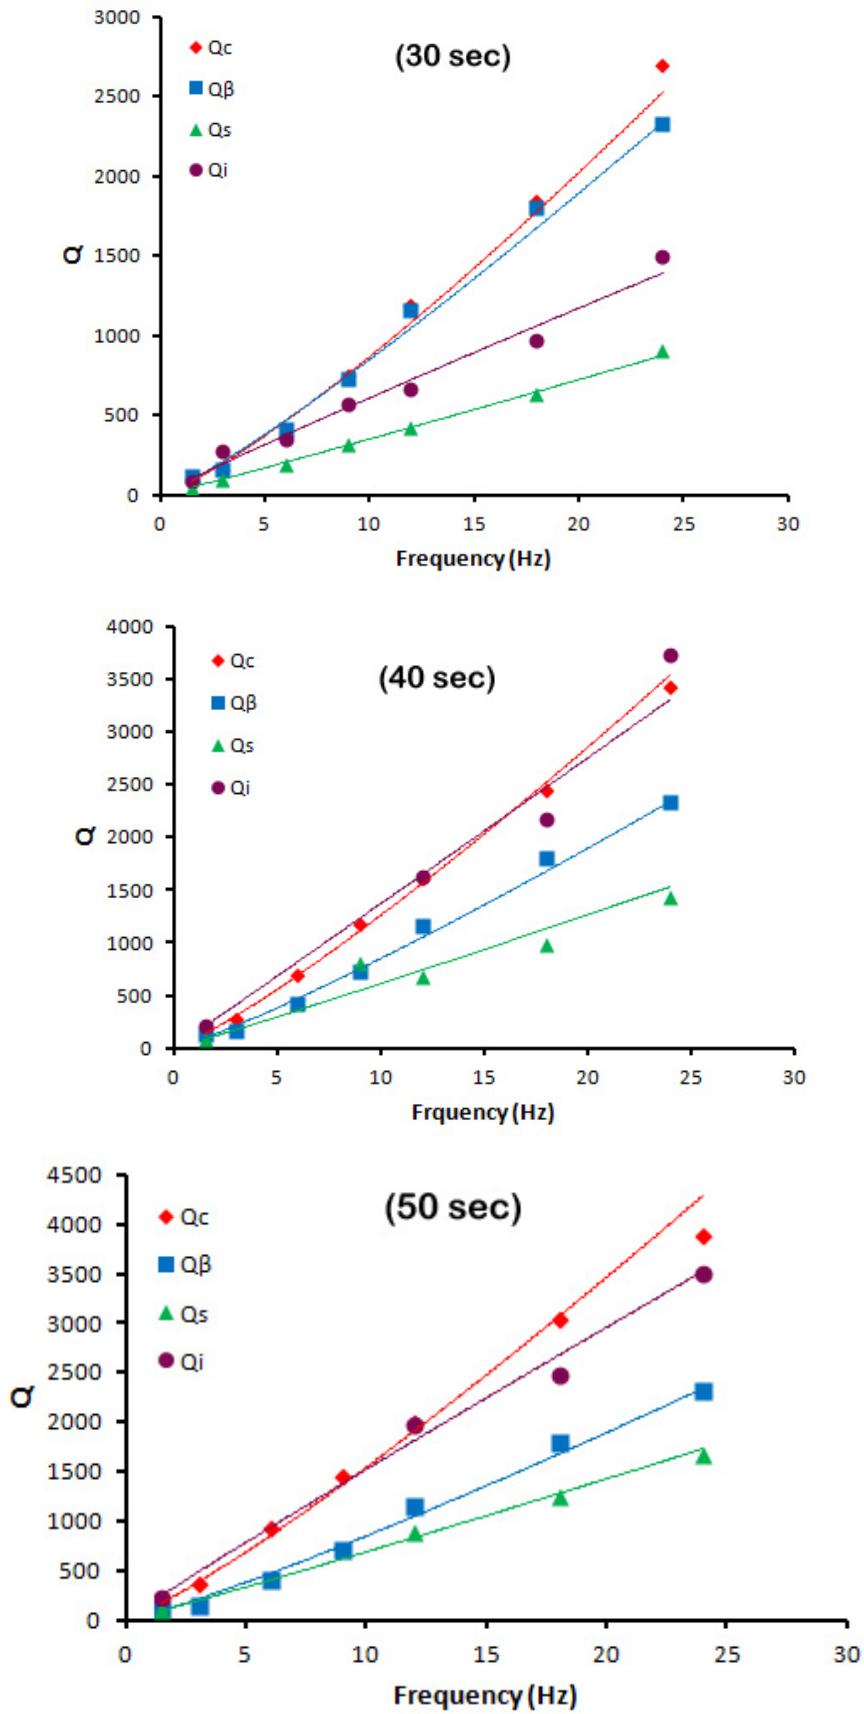 (30 sec)
Qc
Qβ
Qs
Qi
3000
2500
2000
1500
1000
500
0
Q
0 5 10 15 20 25 30
Frequency (Hz)
(40 sec)
Qc
Qβ
Qs
Qi
4000
3500
3000
2500
2000
1500
1000
500
0
Q
0 5 10 15 20 25 30
Frquency (Hz)
(50 sec)
Qc
Qβ
Qs
Qi
4500
4000
3500
3000
2500
2000
1500
1000
500
0
Q
0 5 10 15 20 25 30
Frequency (Hz)